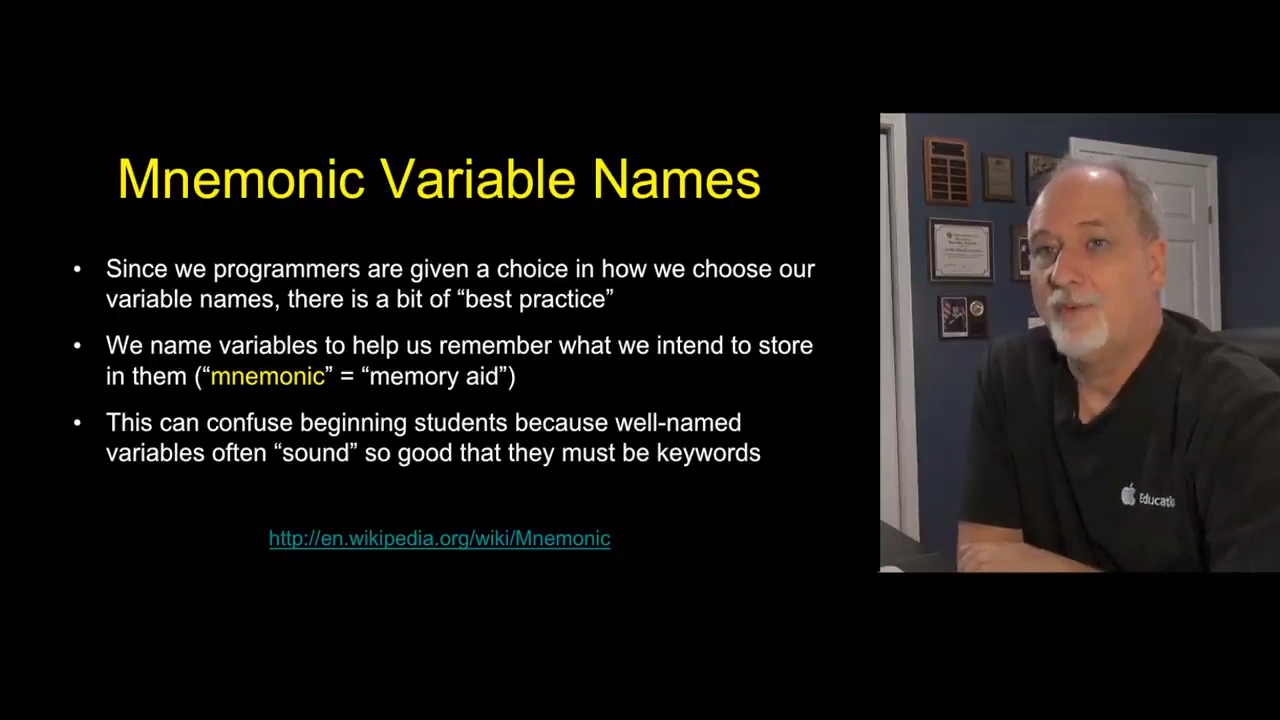 Mnemonic Variable Names
• Since we programmers are given a choice in how we choose our
variable names, there is a bit of “best practice”
• We name variables to help us remember what we intend to store
in them (“mnemonic” = “memory aid”)
• This can confuse beginning students because well-named
variables often “sound” so good that they must be keywords
http://en.wikipedia.org/wiki/Mnemonic